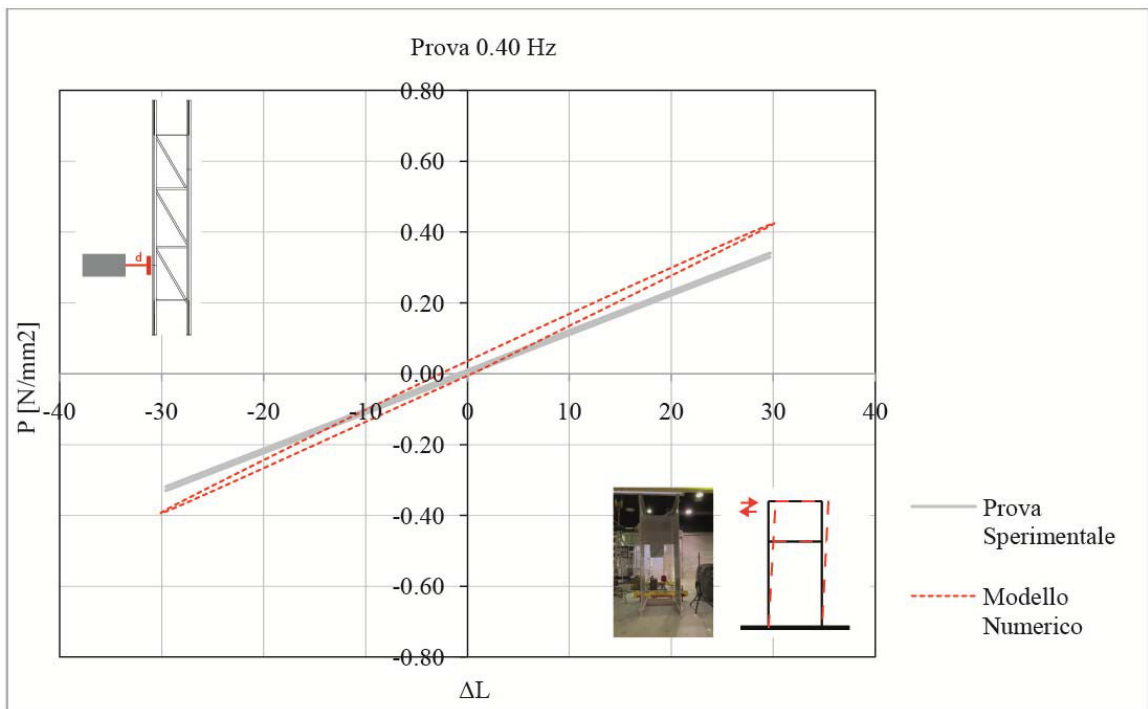 Prova 0.40 Hz
0.80
0.60
0.40
d
0.20
P [N/mm2]
0.00
-40 -30 -20 -10 0 10 20 30 40
-0.20
-0.40
Prova
Sperimentale
-0.60
Modello
Numerico
-0.80
ΔL